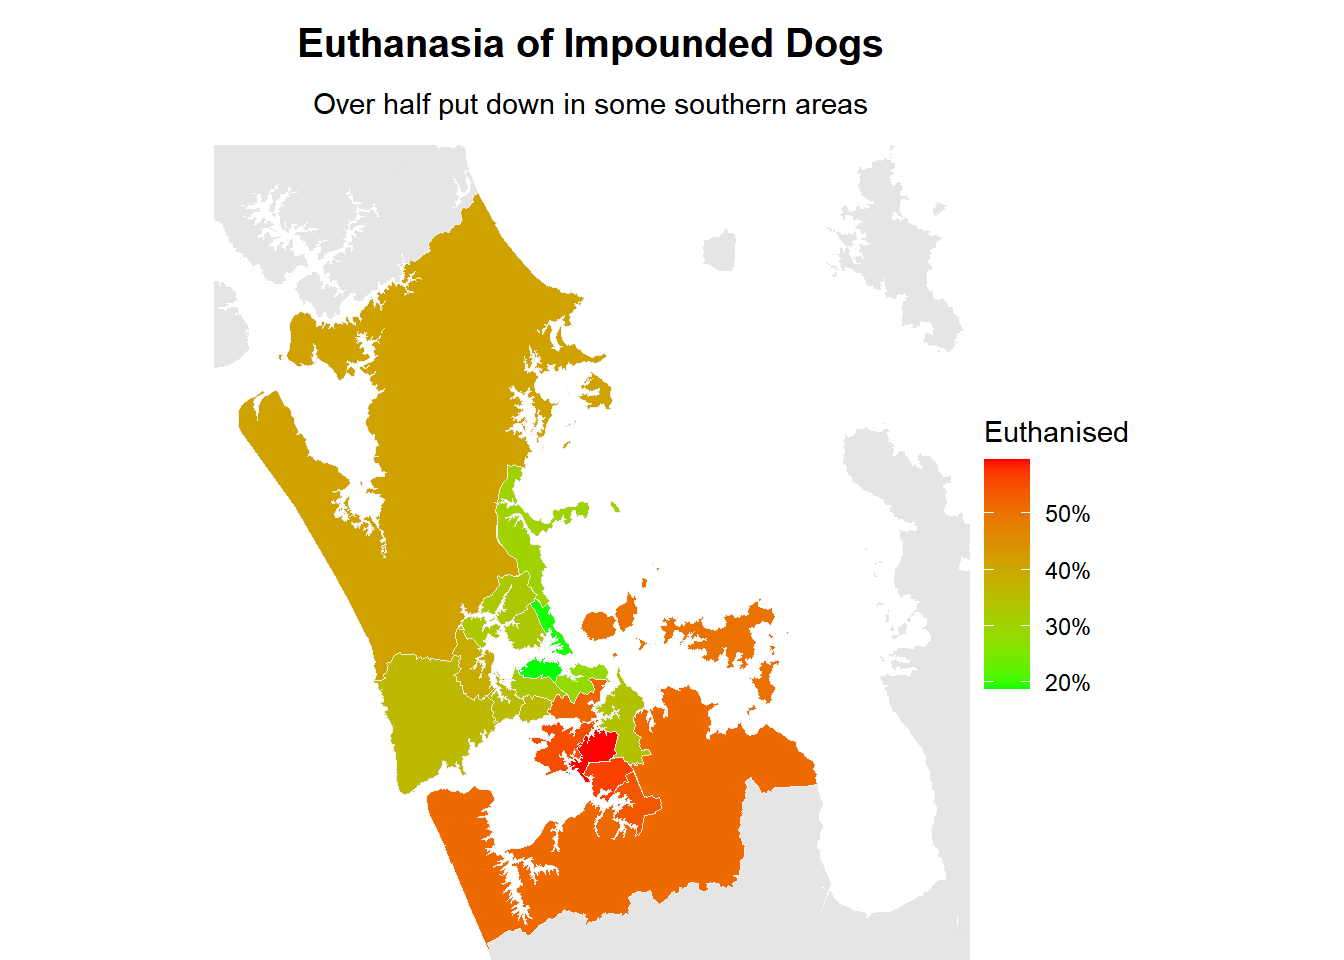 Euthanasia of Impounded Dogs
Over half put down in some southern areas
Euthanised
50%
40%
30%
20%